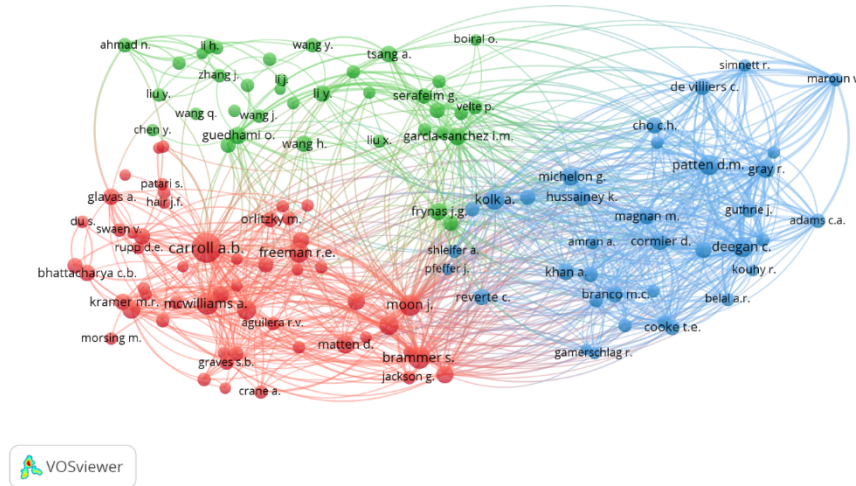 ahmad n.
li h.
wang y.
tsang a.
boiral o.
simnett r.
maroun w.
zhang j.
li j.
de villiers c.
liu y.
li y.
serafeim g.
velte p.
wang q.
wang j.
cho c.h.
chen y.
guedhami o.
wang h.
liu x.
garcia-sanchez i.m.
patten d.m.
gray r.
michelon g.
patari s.
glavas a.
hair j.f.
kolk a.
hussainey k.
du s.
orlitzky m.
frynas j.g.
magnan m.
guthrie j.
adams c.a.
swaen v.
rupp d.e.
carroll a.b.
freeman r.e.
shleifer a.
amran a.
cormier d.
deegan c.
bhattacharya c.b.
pfeffer j.
khan a.
kouhy r.
kramer m.r.
mcwilliams a.
moon j.
reverte c.
branco m.c.
belal a.r.
aguilera r.v.
morsing m.
matten d.
cooke t.e.
graves s.b.
brammer s.
gamerschlag r.
jackson g.
crane a.
VOSviewer